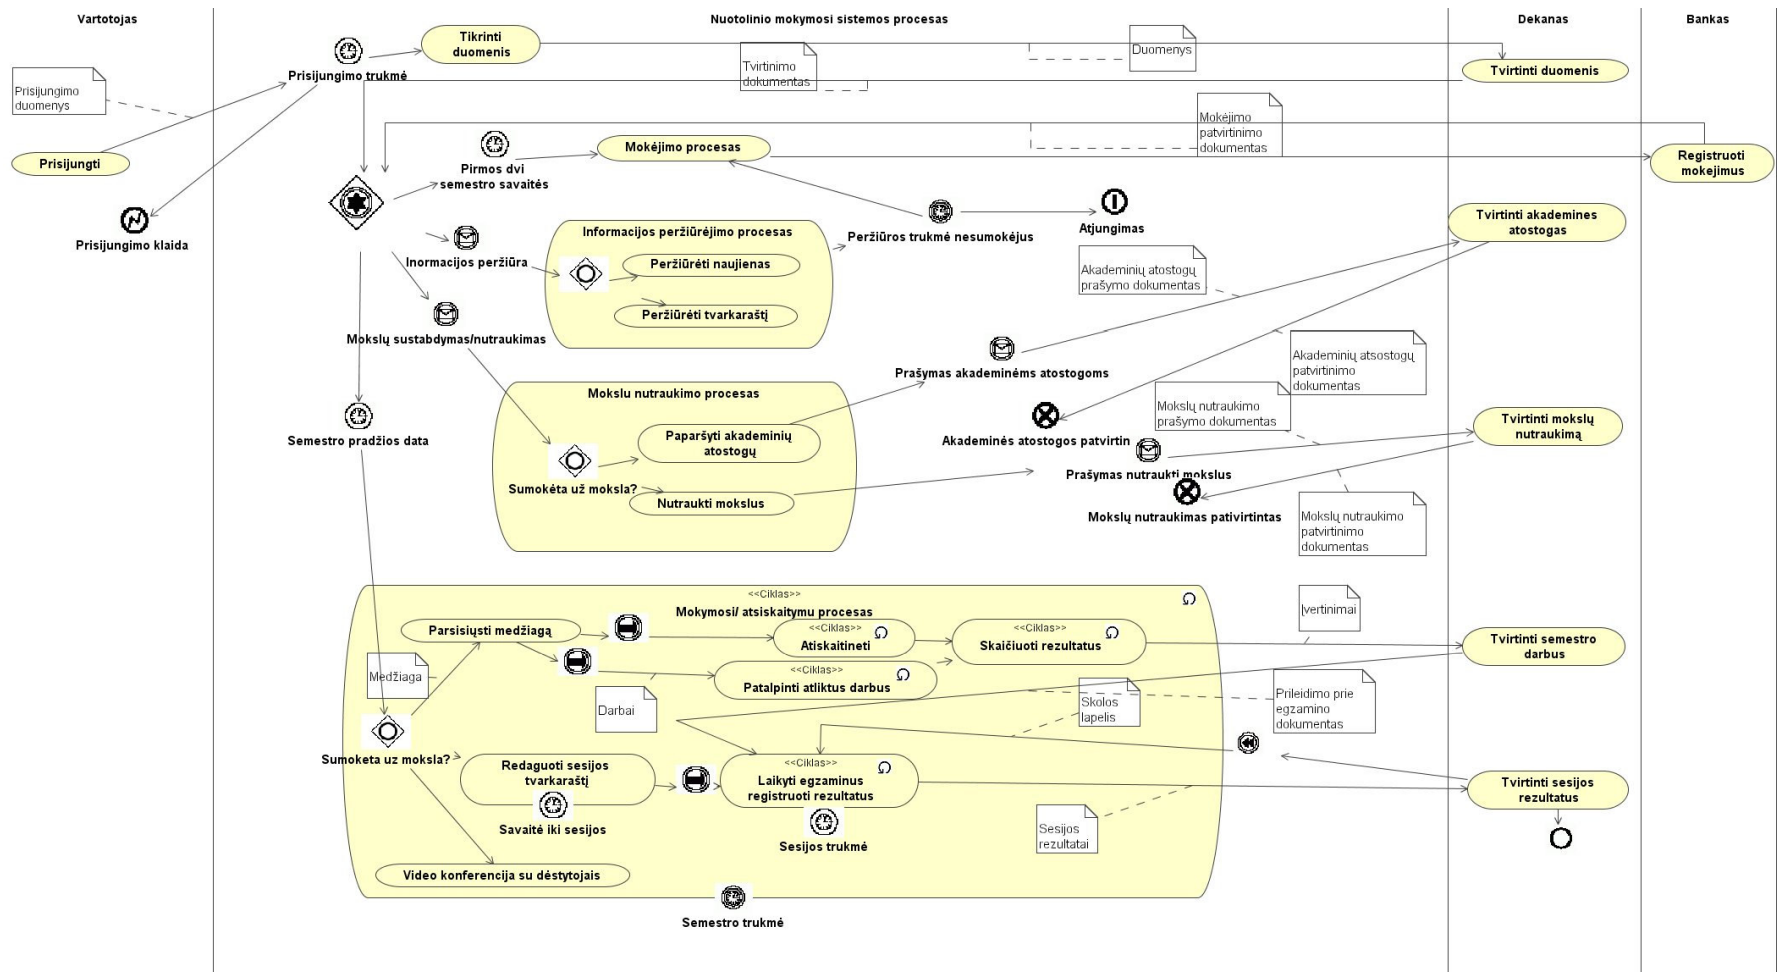 Vartotojas
Nuotolinio mokymosi sistemos procesas
Dekanas
Bankas
Tikrinti
duomenis
Prisijungimo trukmė
Duomenys
Tvirtinimo
dokumentas
Tvirtinti duomenis
Prisijungimo
duomenys
Mokėjimo
patvirtinimo
dokumentas
Prisijungti
Pirmos dvi
semestro savaitės
Mokėjimo procesas
Registruoti
mokejimus
Prisijungimo klaida
Inormacijos peržiūra
Informacijos peržiūrėjimo procesas
Peržiūrėti naujienas
Peržiūrėti tvarkaraštį
Peržiūros trukmė nesumokėjus
Atjungimas
Tvirtinti akademines
atostogas
Akademinių atostogų
prašymo dokumentas
Mokslų sustabdymas/nutraukimas
Prašymas akademinėms atostogoms
Akademinių atsostogų
patvirtinimo
dokumentas
Mokslu nutraukimo procesas
Paparšyti akademinių
atostogų
Sumokėta už moksla?
Nutraukti mokslus
Mokslų nutraukimo
prašymo dokumentas
Tvirtinti mokslų
nutraukimą
Semestro pradžios data
Akademinės atostogos patvirtin
Prašymas nutraukti mokslus
Mokslų nutraukimas pativirtintas
Mokslų nutraukimo
patvirtinimo
dokumentas
<<Ciklas>>
Mokymosi/ atsiskaitymu procesas
Įvertinimai
Parsisiųsti medžiagą
<<Ciklas>>
Atiskaitineti
<<Ciklas>>
Skaičiuoti rezultatus
Tvirtinti semestro
darbus
Medžiaga
<<Ciklas>>
Patalpinti atliktus darbus
Darbai
Skolos
lapelis
Prileidimo prie
egzamino
dokumentas
Sumoketa uz moksla?
Redaguoti sesijos
tvarkaraštį
Savaitė iki sesijos
<<Ciklas>>
Laikyti egzaminus
registruoti rezultatus
Sesijos trukmė
Tvirtinti sesijos
rezultatus
Sesijos
rezultatai
Video konferencija su dėstytojais
Semestro trukmė